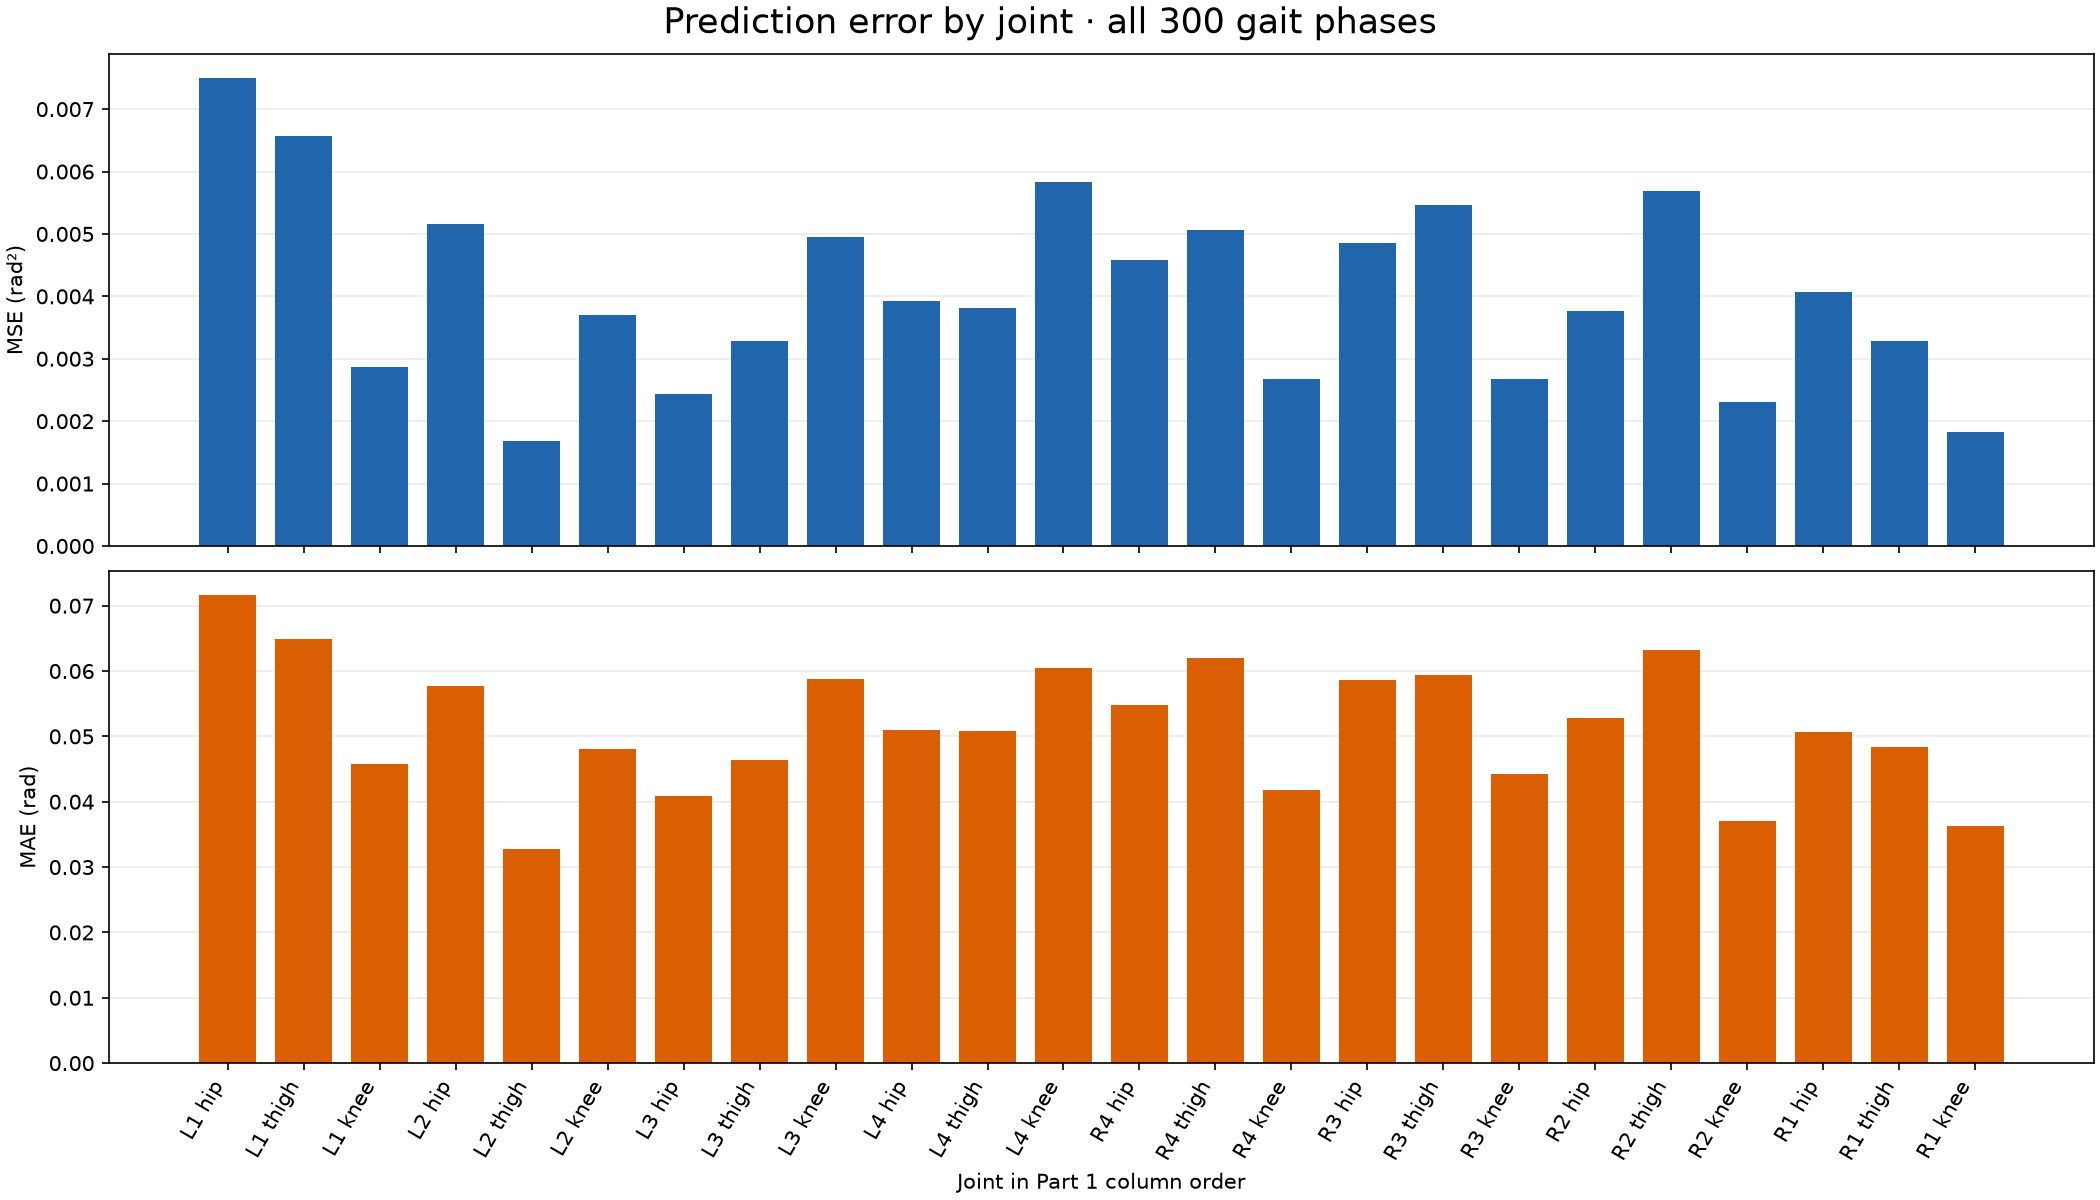 Prediction error by joint · all 300 gait phases
MSE (rad²)
0.007
0.006
0.005
0.004
0.003
0.002
0.001
0.000
MAE (rad)
0.07
0.06
0.05
0.04
0.03
0.02
0.01
0.00
L1 hip
L1 thigh
L1 knee
L2 hip
L2 thigh
L2 knee
L3 hip
L3 thigh
L3 knee
L4 hip
L4 thigh
L4 knee
R4 hip
R4 thigh
R4 knee
R3 hip
R3 thigh
R3 knee
R2 hip
R2 thigh
R2 knee
R1 hip
R1 thigh
R1 knee
Joint in Part 1 column order